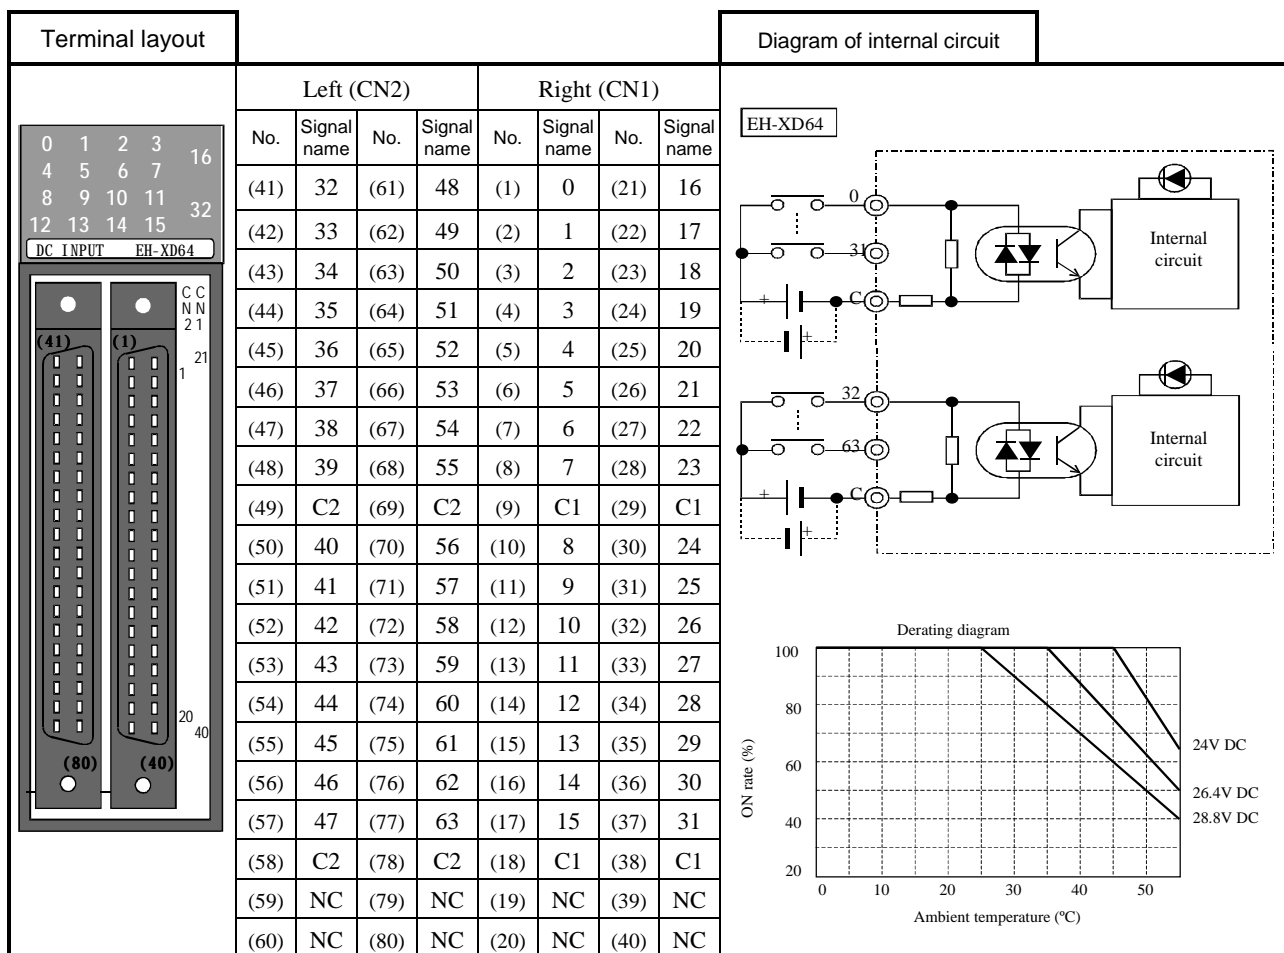 Terminal layout
Diagram of internal circuit
Left (CN2) Right (CN1)
No. Signal name No. Signal name No. Signal name No. Signal name
(41) 32 (61) 48 (1) 0 (21) 16
(42) 33 (62) 49 (2) 1 (22) 17
(43) 34 (63) 50 (3) 2 (23) 18
(44) 35 (64) 51 (4) 3 (24) 19
(45) 36 (65) 52 (5) 4 (25) 20
(46) 37 (66) 53 (6) 5 (26) 21
(47) 38 (67) 54 (7) 6 (27) 22
(48) 39 (68) 55 (8) 7 (28) 23
(49) C2 (69) C2 (9) C1 (29) C1
(50) 40 (70) 56 (10) 8 (30) 24
(51) 41 (71) 57 (11) 9 (31) 25
(52) 42 (72) 58 (12) 10 (32) 26
(53) 43 (73) 59 (13) 11 (33) 27
(54) 44 (74) 60 (14) 12 (34) 28
(55) 45 (75) 61 (15) 13 (35) 29
(56) 46 (76) 62 (16) 14 (36) 30
(57) 47 (77) 63 (17) 15 (37) 31
(58) C2 (78) C2 (18) C1 (38) C1
(59) NC (79) NC (19) NC (39) NC
(60) NC (80) NC (20) NC (40) NC
0 1 2 3 16
4 5 6 7
8 9 10 11 32
12 13 14 15
DC INPUT EH-XD64
C C
N N
2 1
(41) (1)
21
1
20
40
(80) (40)
EH-XD64
0
31
+ C
+
Internal
circuit
32
63
+ C
+
Internal
circuit
Derating diagram
100
80
60
40
20
ON rate (%)
0 10 20 30 40 50
Ambient temperature (ºC)
24V DC
26.4V DC
28.8V DC